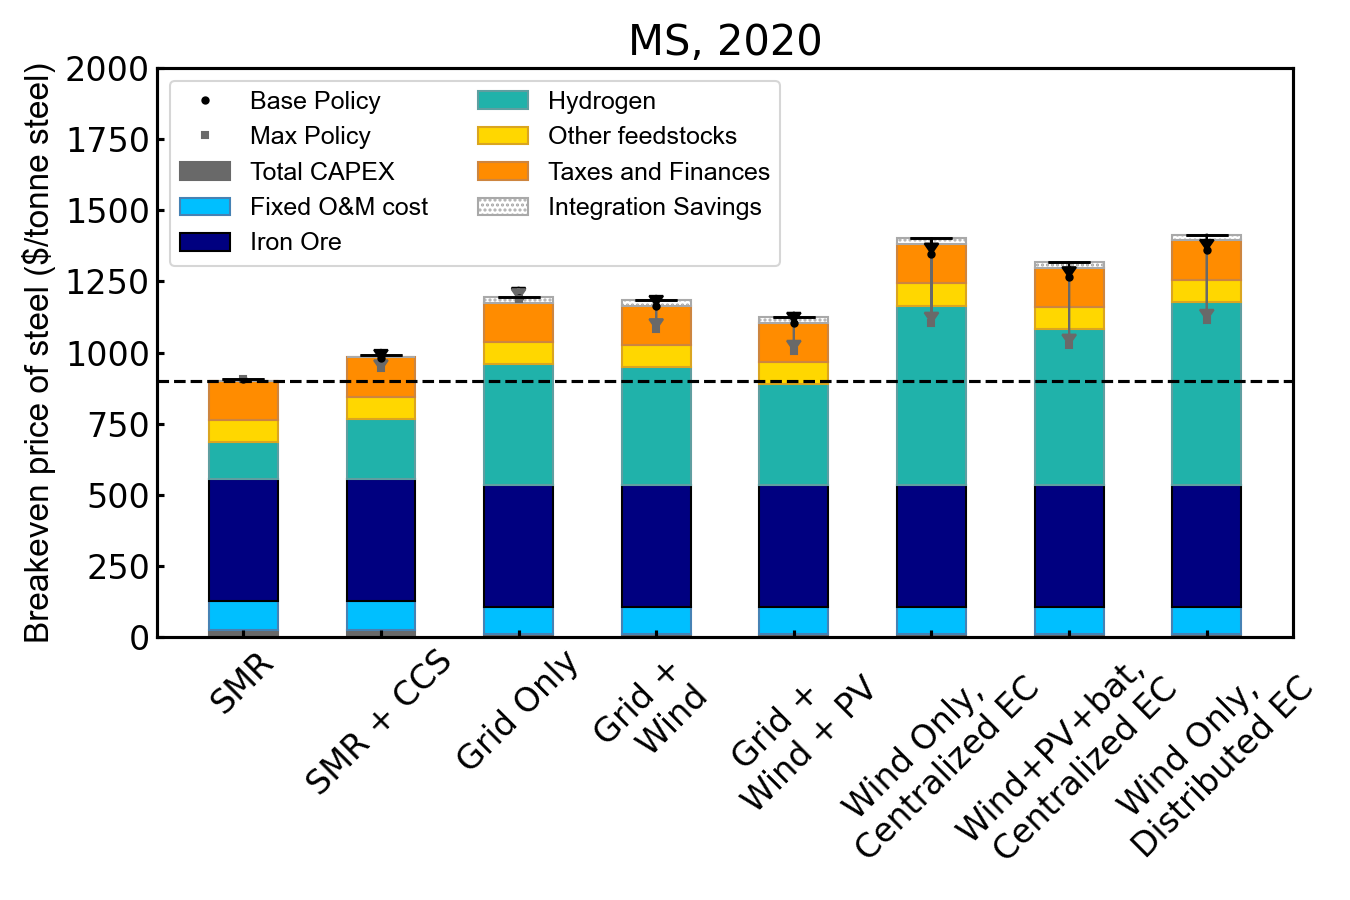 MS, 2020
Breakeven price of steel ($/tonne steel)
2000
1750
1500
1250
1000
750
500
250
0
Base Policy
Max Policy
Total CAPEX
Fixed O&M cost
Iron Ore
Hydrogen
Other feedstocks
Taxes and Finances
Integration Savings
SMR
SMR + CCS
Grid Only
Grid +
Wind
Grid +
Wind + PV
Wind Only,
Centralized EC
Wind+PV+bat,
Centralized EC
Wind Only,
Distributed EC